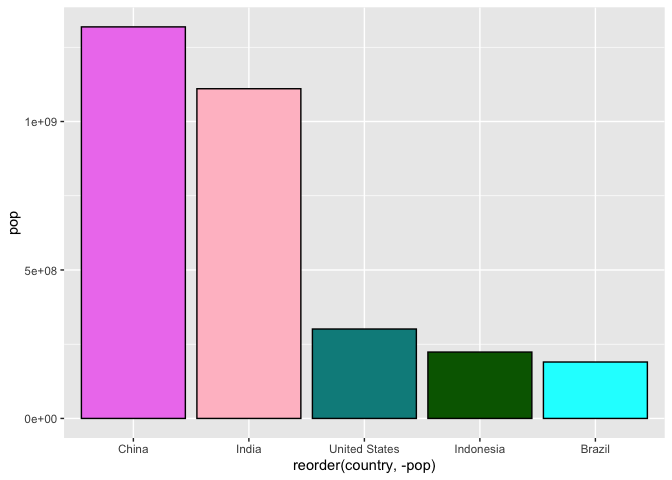 pop
1e+09
5e+08
0e+00
China India United States Indonesia Brazil
reorder(country, -pop)